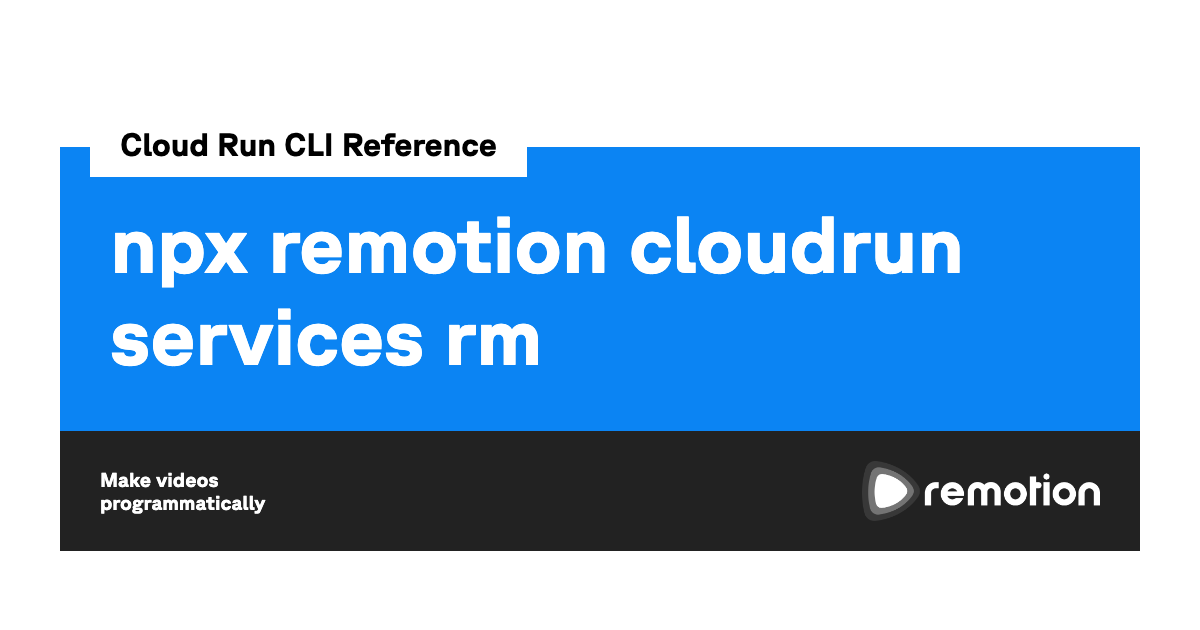 Cloud Run CLI Reference
npx remotion cloudrun
services rm
Make videos
programmatically
remotion